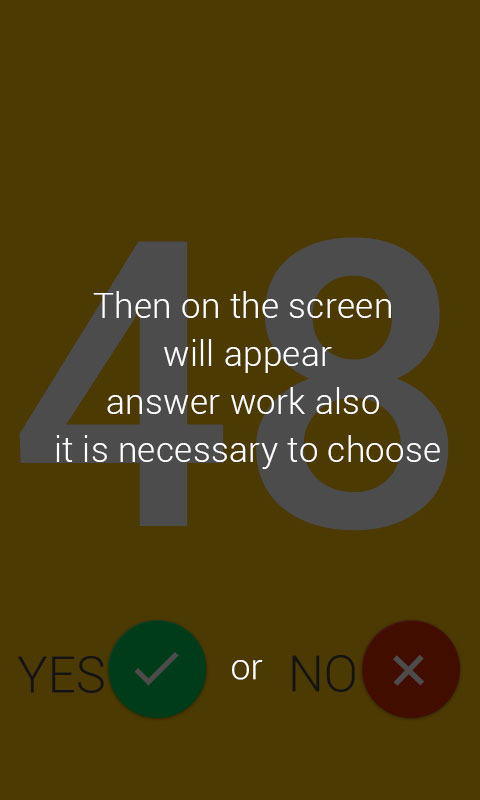 48
Then on the screen
will appear
answer work also
it is necessary to choose
YES or NO